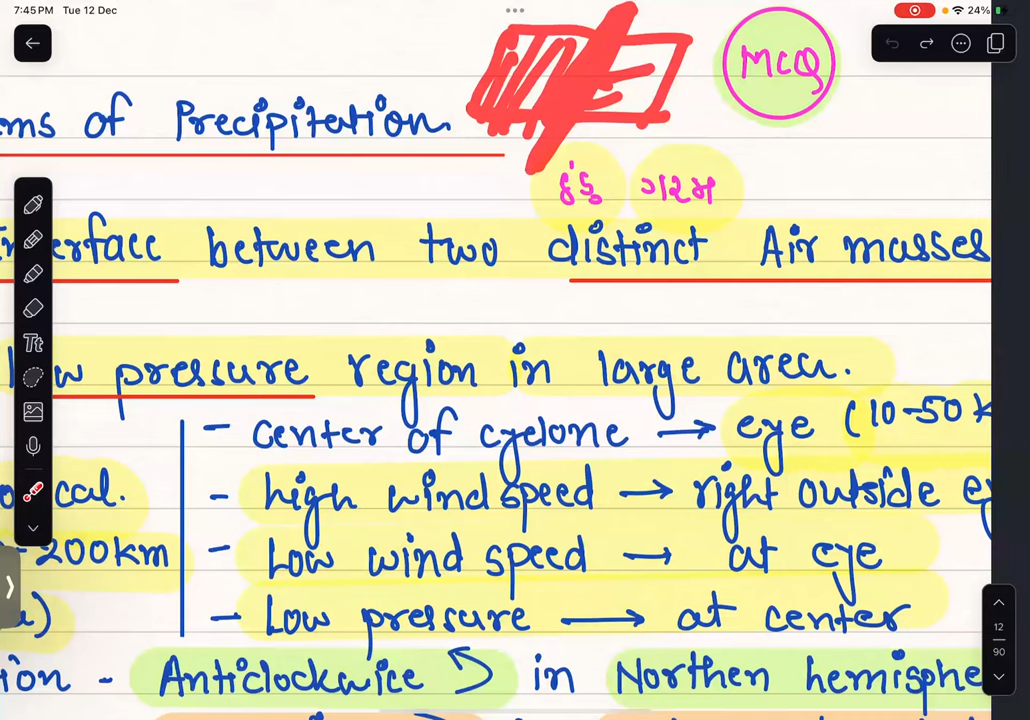 7:45 PM Tue 12 Dec
24%
MCQ
ms of Precipitation
ઠંડુ ગરમ
erface between two distinct Air masses
w pressure region in large area.
- center of cyclone → eye (10-50 k
cal. - high wind speed → right outside ey
-200km - Low wind speed → at eye
- Low pressure → at center
ion - Anticlockwice in Northen hemisphe
Tt
12
90